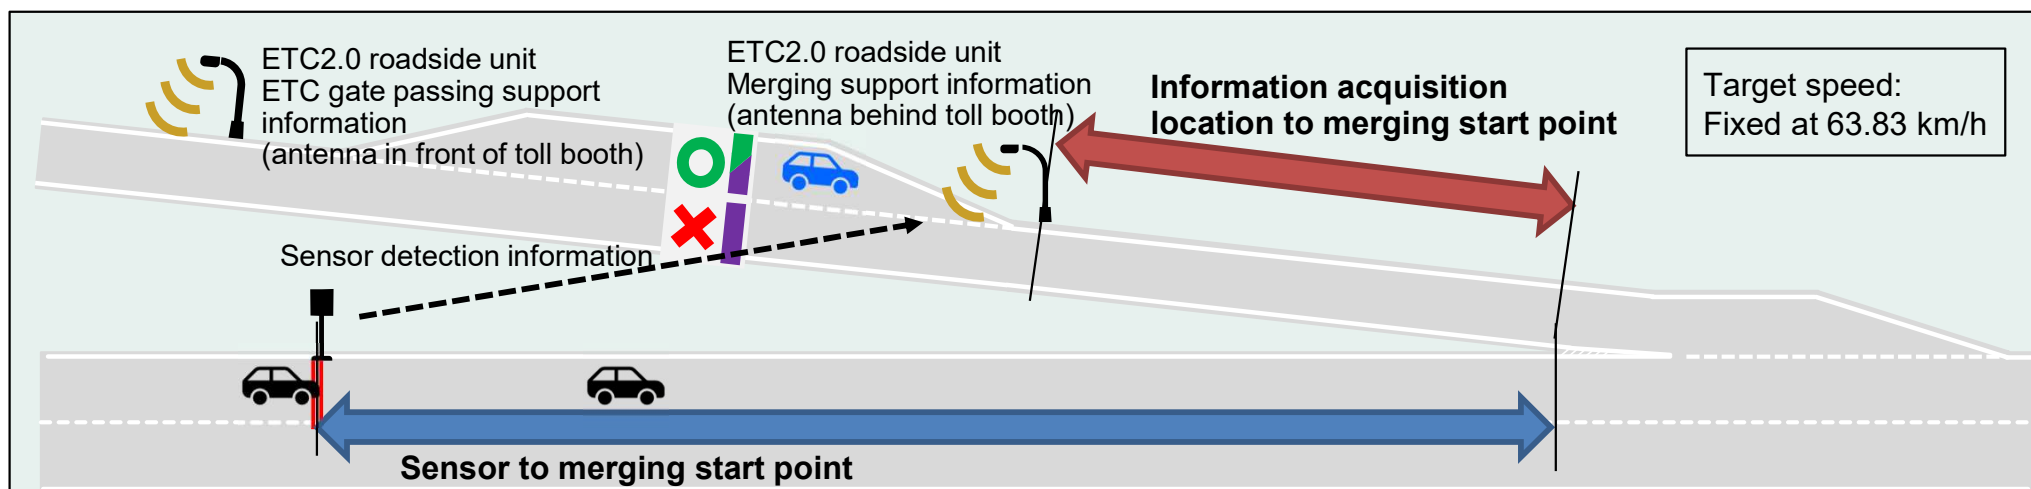 ETC2.0 roadside unit
ETC gate passing support
information
(antenna in front of toll booth)
ETC2.0 roadside unit
Merging support information
(antenna behind toll booth)
Information acquisition
location to merging start point
Target speed:
Fixed at 63.83 km/h
Sensor detection information
Sensor to merging start point